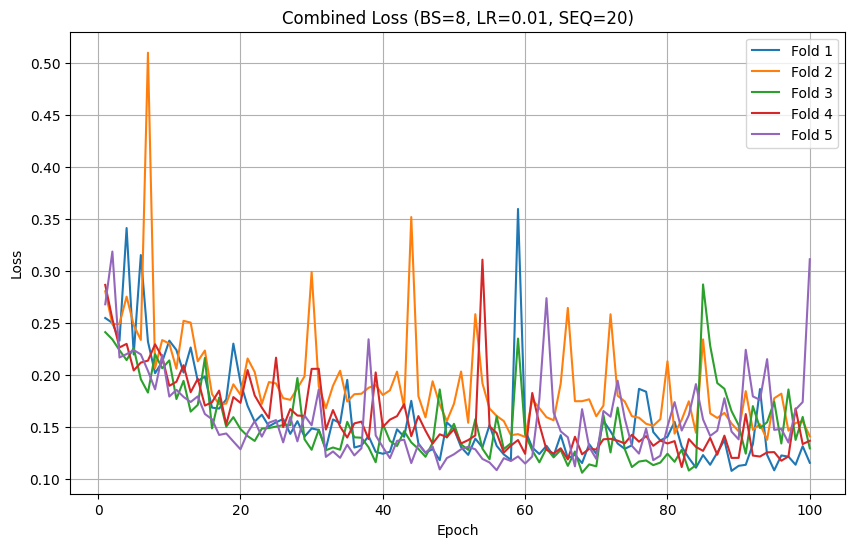 Combined Loss (BS=8, LR=0.01, SEQ=20)
Fold 1
Fold 2
Fold 3
Fold 4
Fold 5
0.50
0.45
0.40
0.35
0.30
0.25
0.20
0.15
0.10
Loss
0
20
40
60
80
100
Epoch